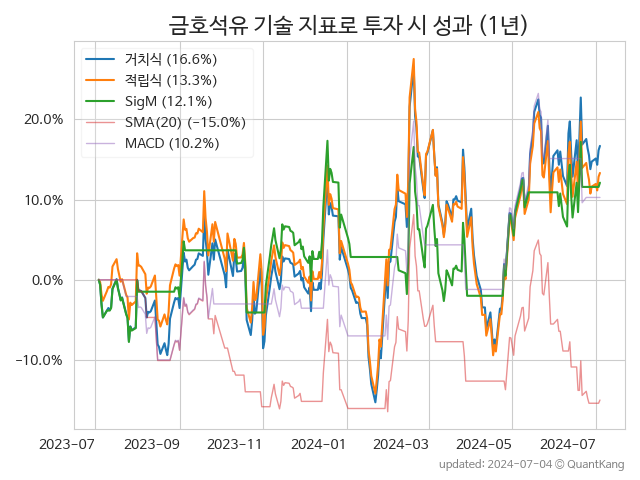 금호석유 기술 지표로 투자 시 성과 (1년)
거치식 (16.6%)
적립식 (13.3%)
SigM (12.1%)
SMA(20) (−15.0%)
MACD (10.2%)
20.0%
10.0%
0.0%
−10.0%
2023-07 2023-09 2023-11 2024-01 2024-03 2024-05 2024-07
updated: 2024-07-04 © QuantKang